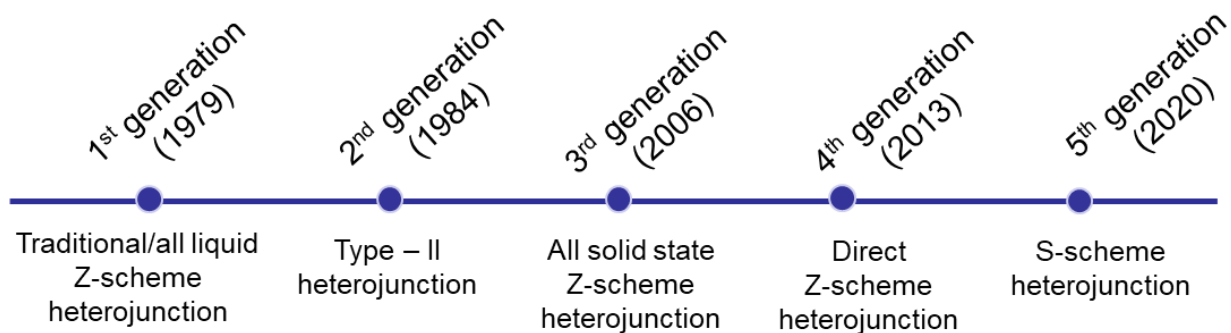 1st generation
(1979)
2nd generation
(1984)
3rd generation
(2006)
4th generation
(2013)
5th generation
(2020)
Traditional/all liquid
Z-scheme
heterojunction
Type – II
heterojunction
All solid state
Z-scheme
heterojunction
Direct
Z-scheme
heterojunction
S-scheme
heterojunction